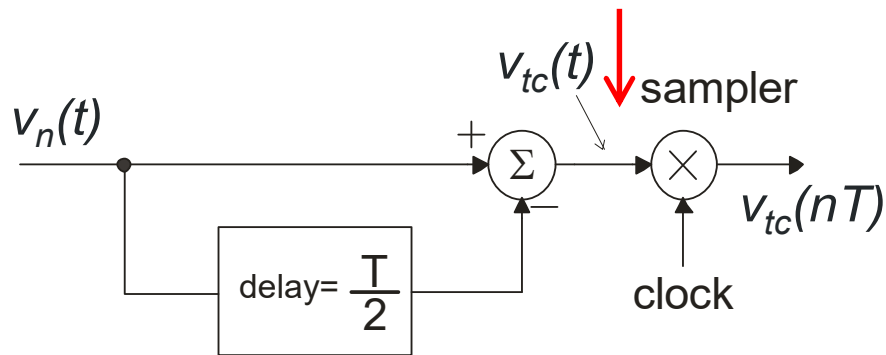 v_tc(t)
sampler
v_n(t)
+
Σ
−
×
v_tc(nT)
delay= T/2
clock